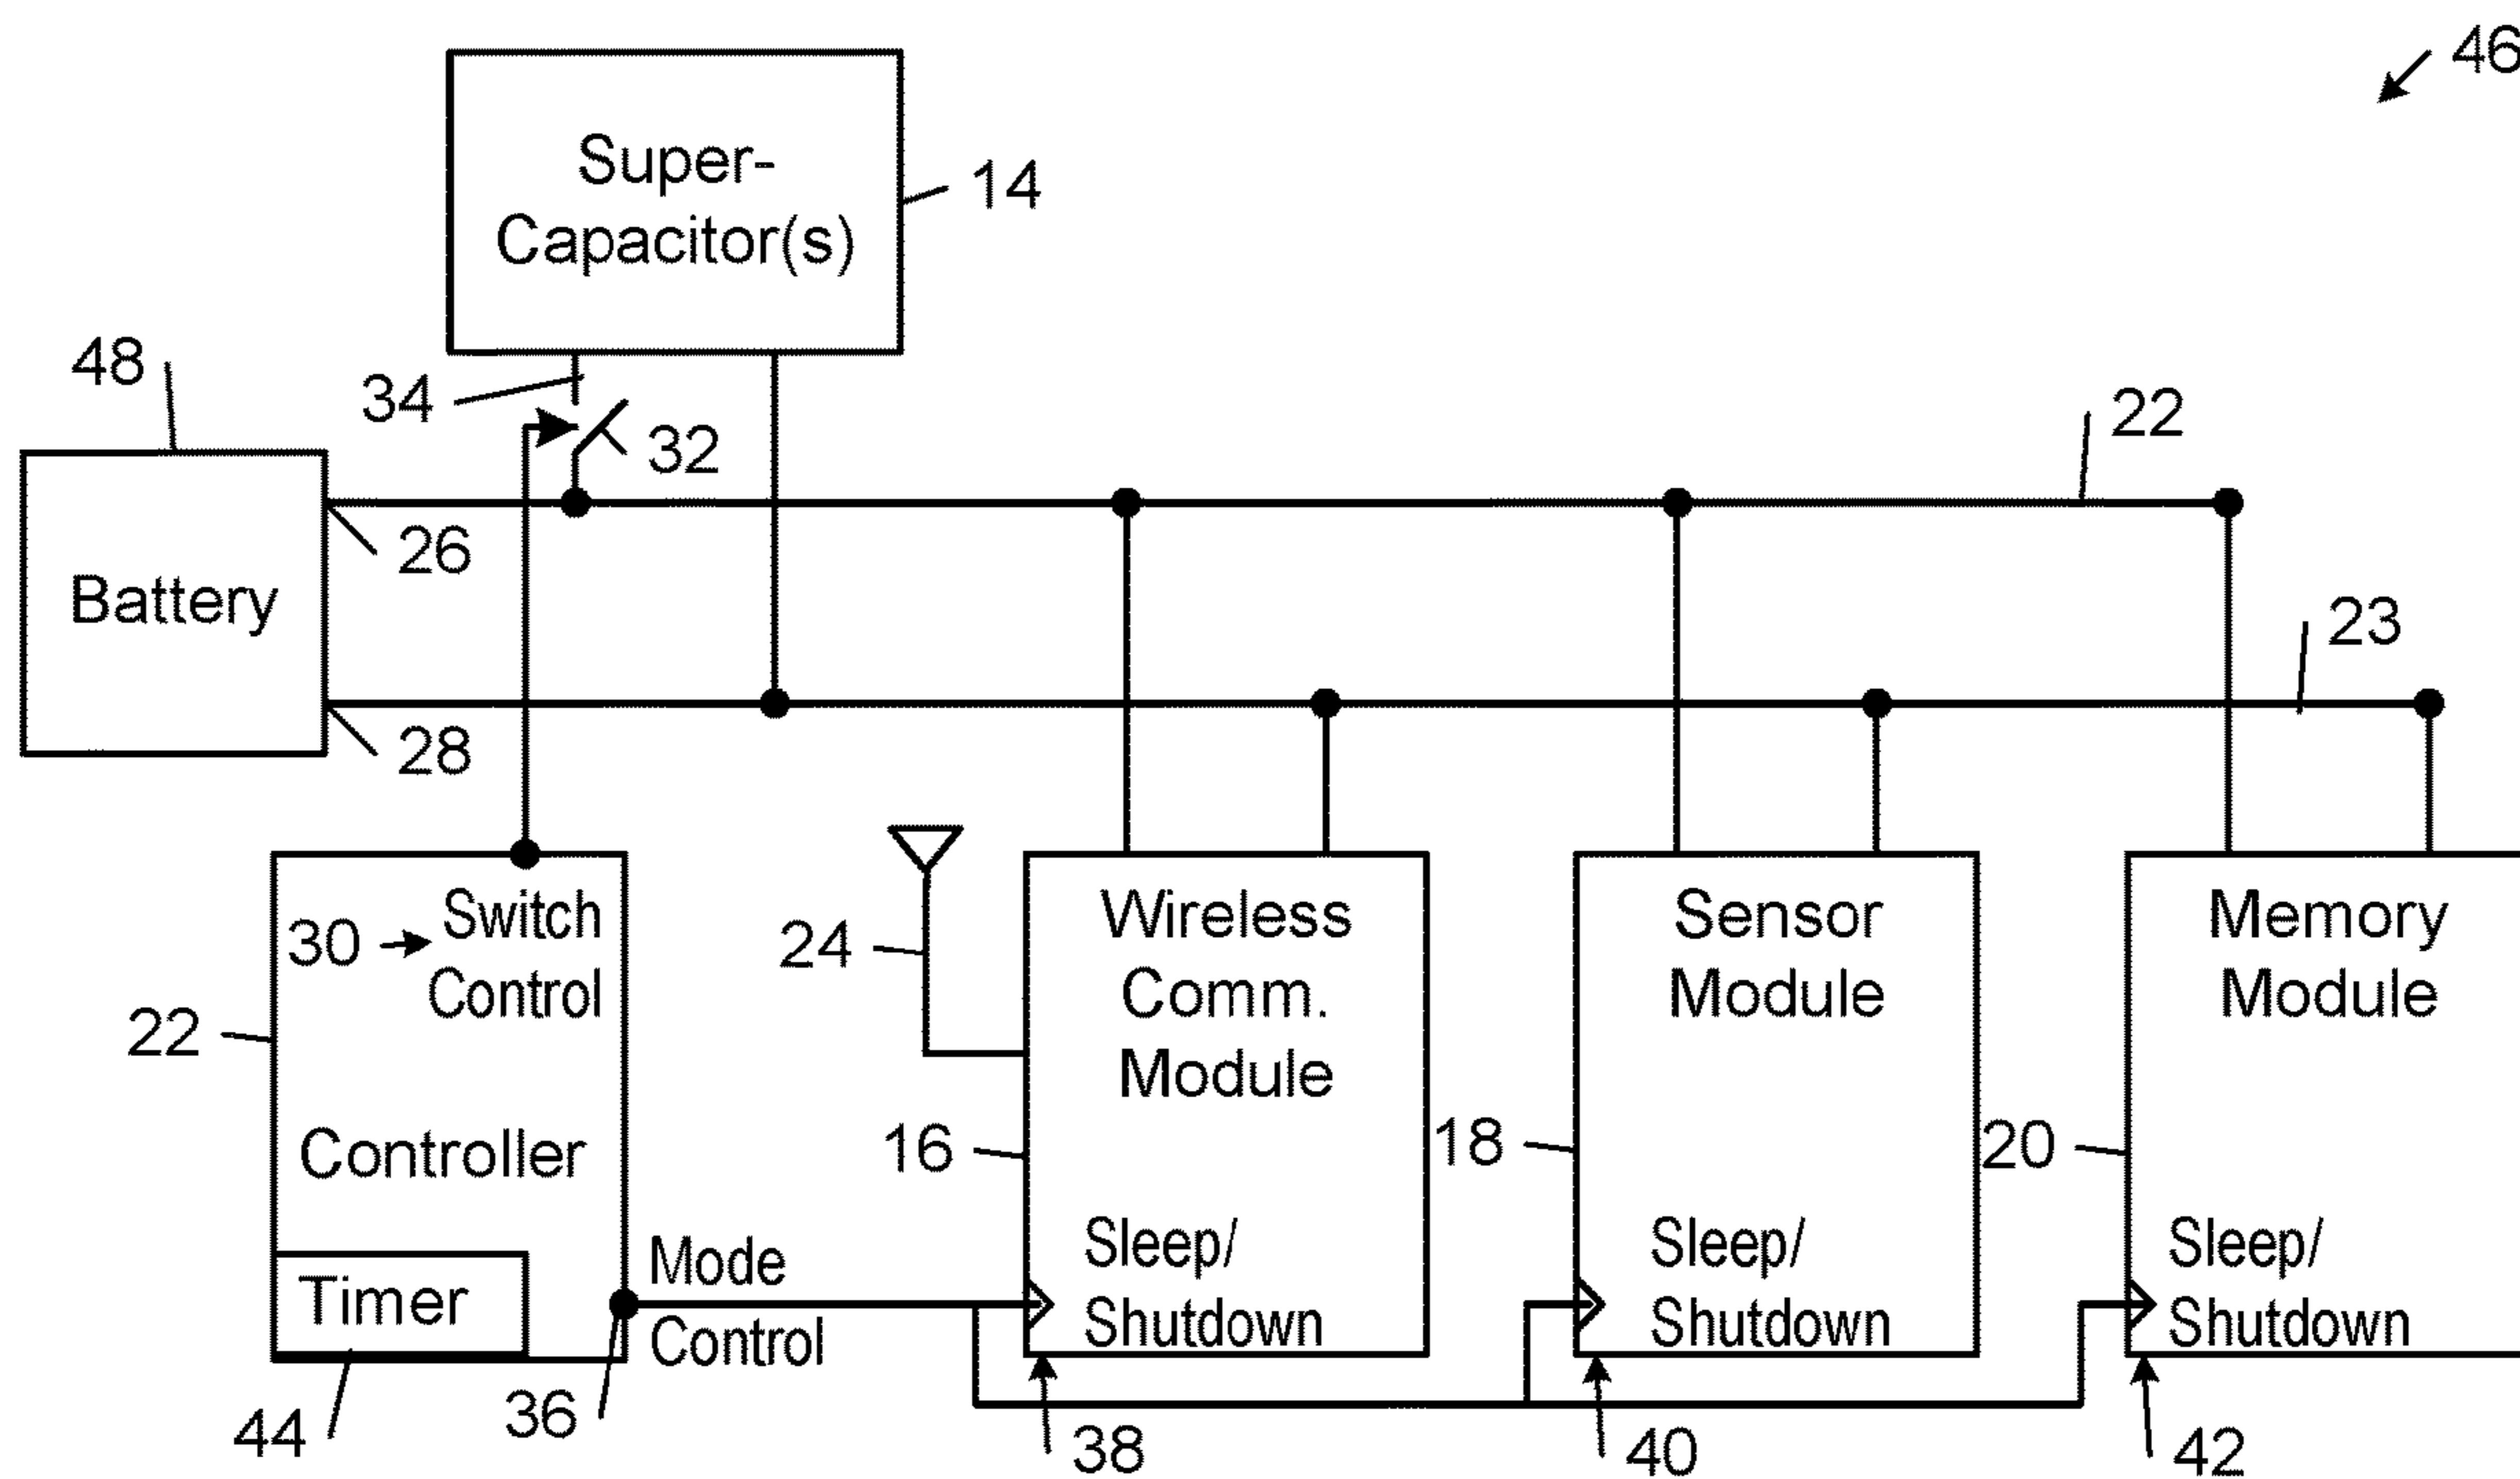 46
Super-
Capacitor(s)
14
48
34
32
22
26
Battery
23
28
30
Switch
Control
22
Controller
Timer
44
36
Mode
Control
24
Wireless
Comm.
Module
16
Sleep/
Shutdown
38
Sensor
Module
18
Sleep/
Shutdown
40
Memory
Module
20
Sleep/
Shutdown
42